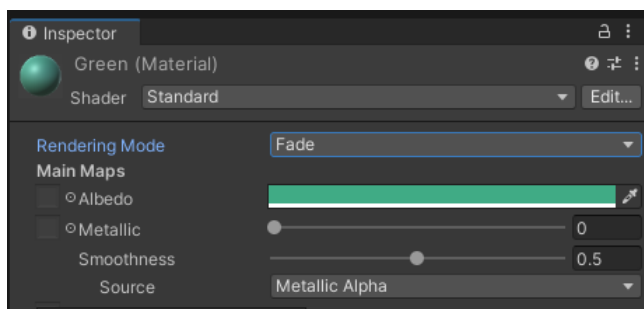 Inspector
Green (Material)
Shader Standard Edit...
Rendering Mode Fade
Main Maps
Albedo
Metallic 0
Smoothness 0.5
Source Metallic Alpha